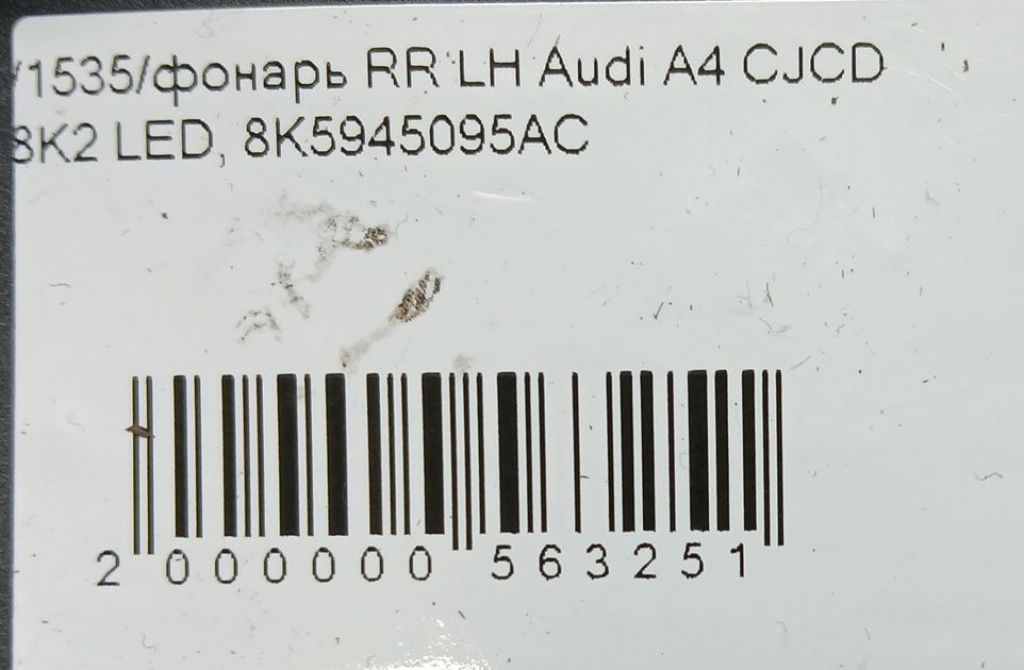 /1535/фонарь RR LH Audi A4 CJCD
8K2 LED, 8K5945095AC
2 000000 563251